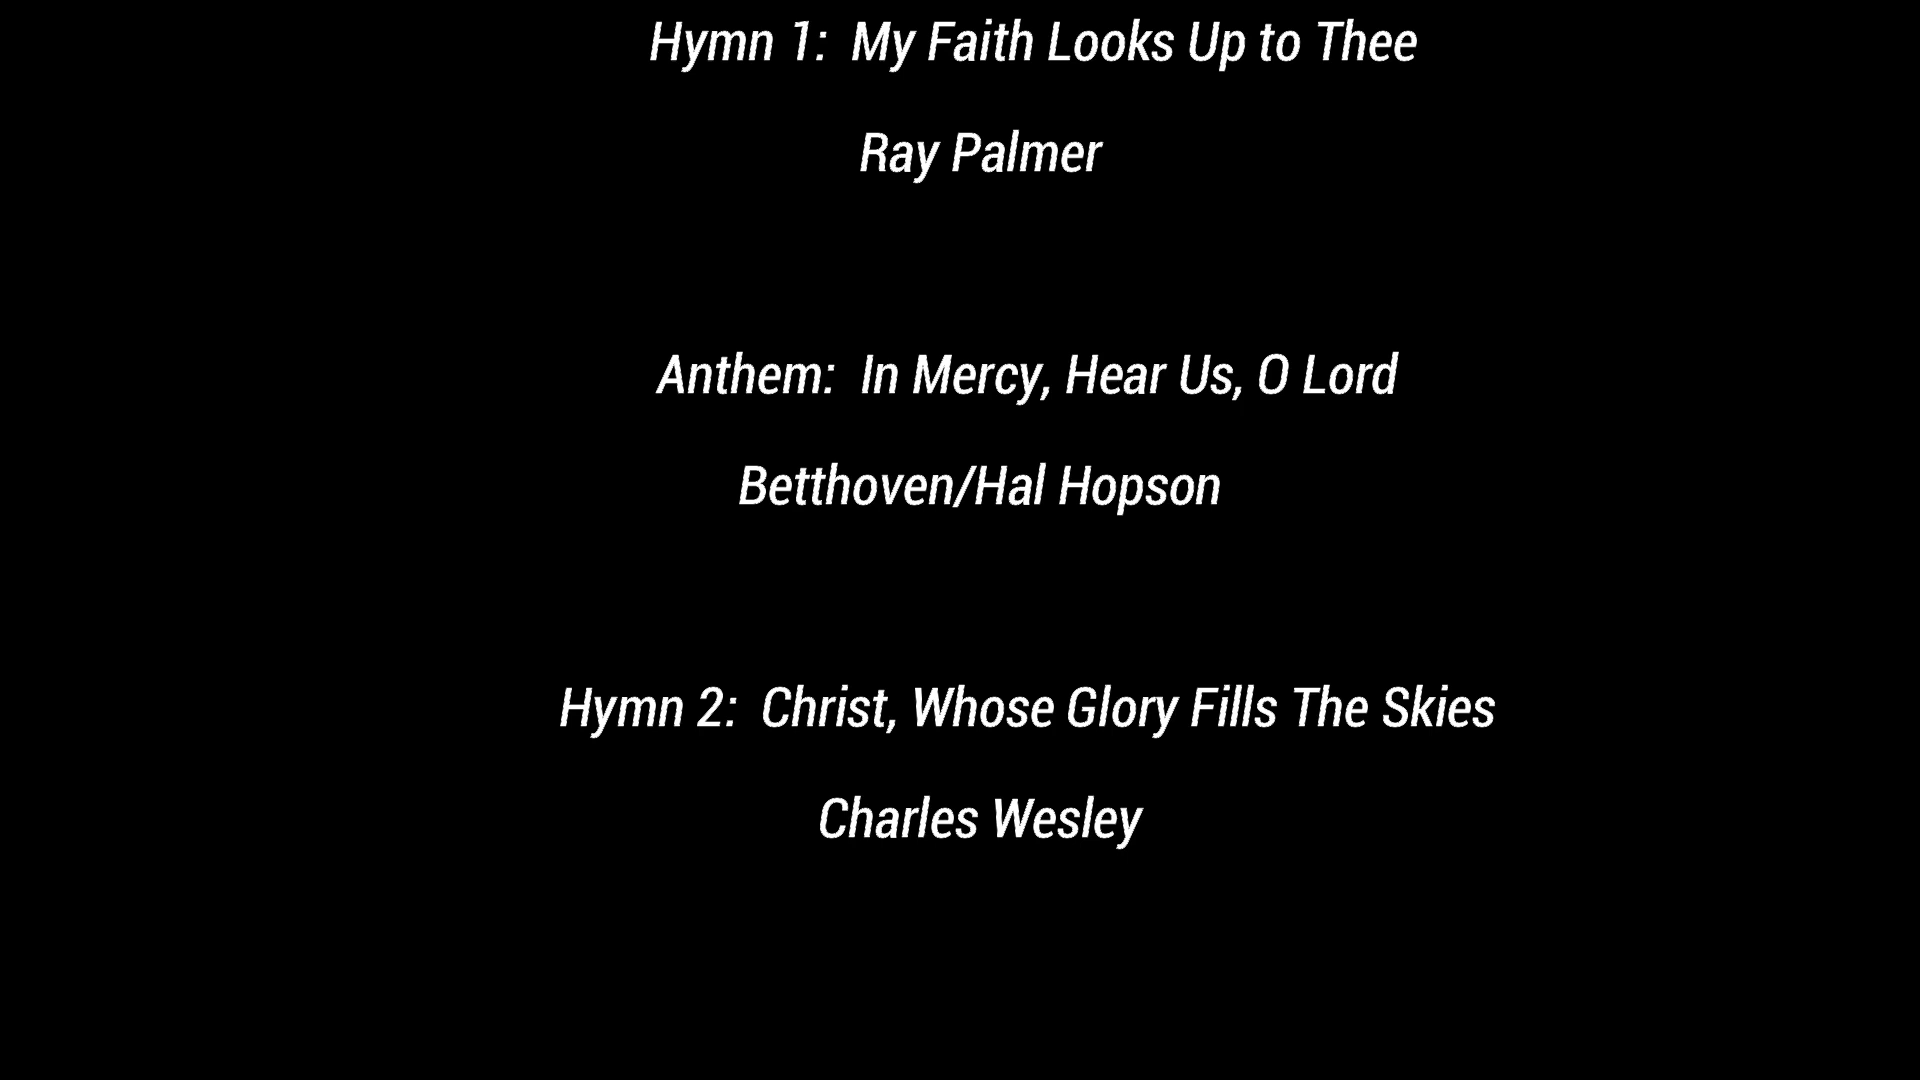 Hymn 1:  My Faith Looks Up to Thee
Ray Palmer
Anthem:  In Mercy, Hear Us, O Lord
Betthoven/Hal Hopson
Hymn 2:  Christ, Whose Glory Fills The Skies
Charles Wesley